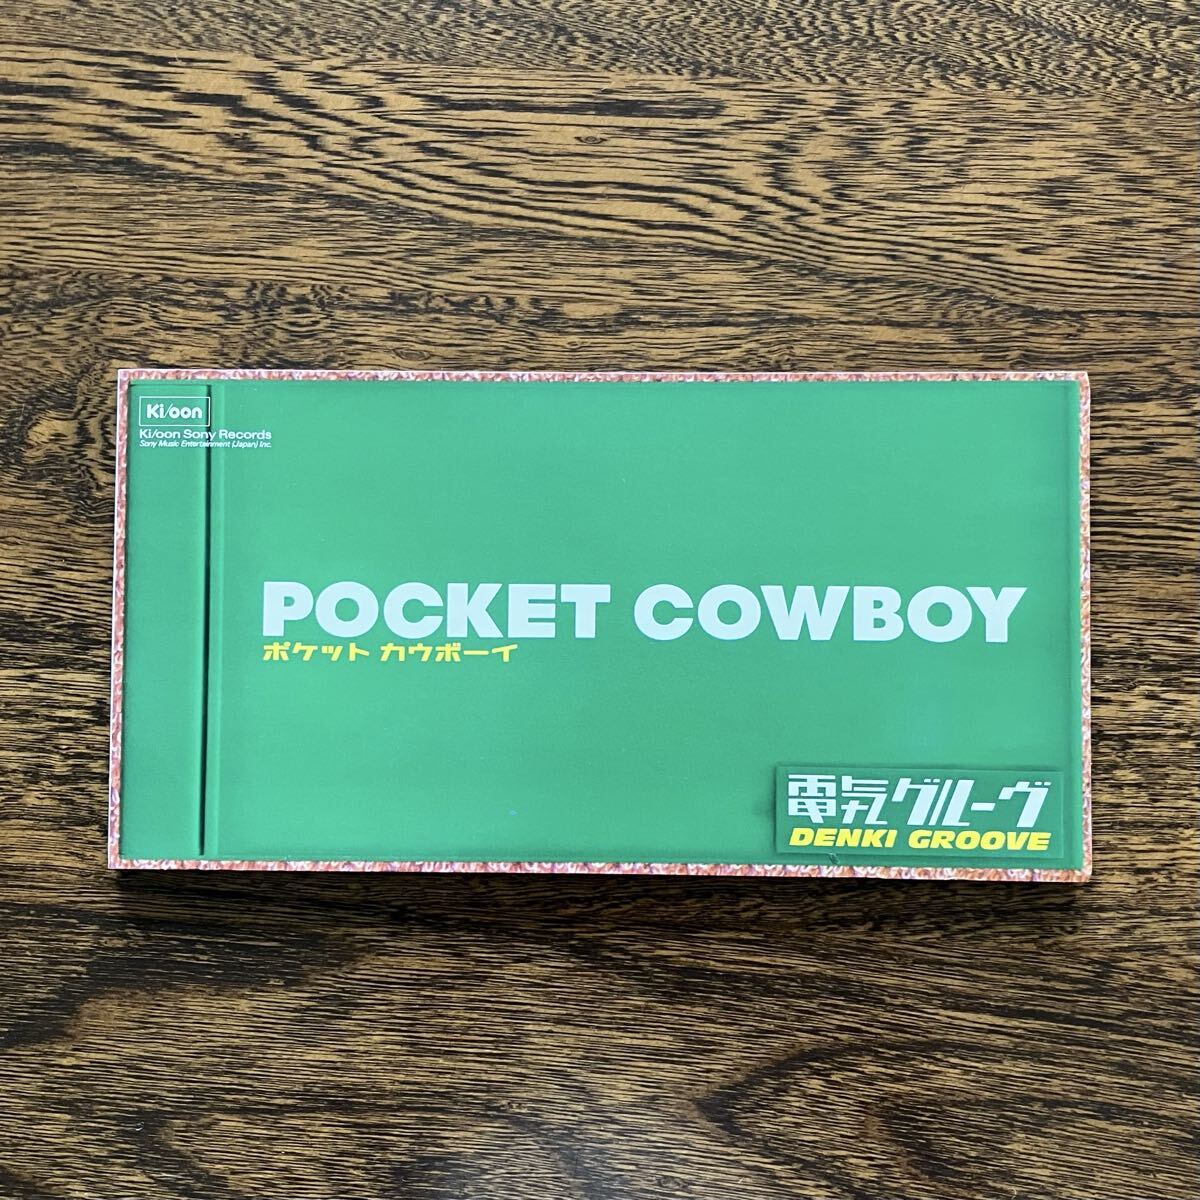 Ki/oon
Ki/oon Sony Records
Sony Music Entertainment (Japan) Inc.
POCKET COWBOY
ポケット カウボーイ
電気グルーヴ
DENKI GROOVE